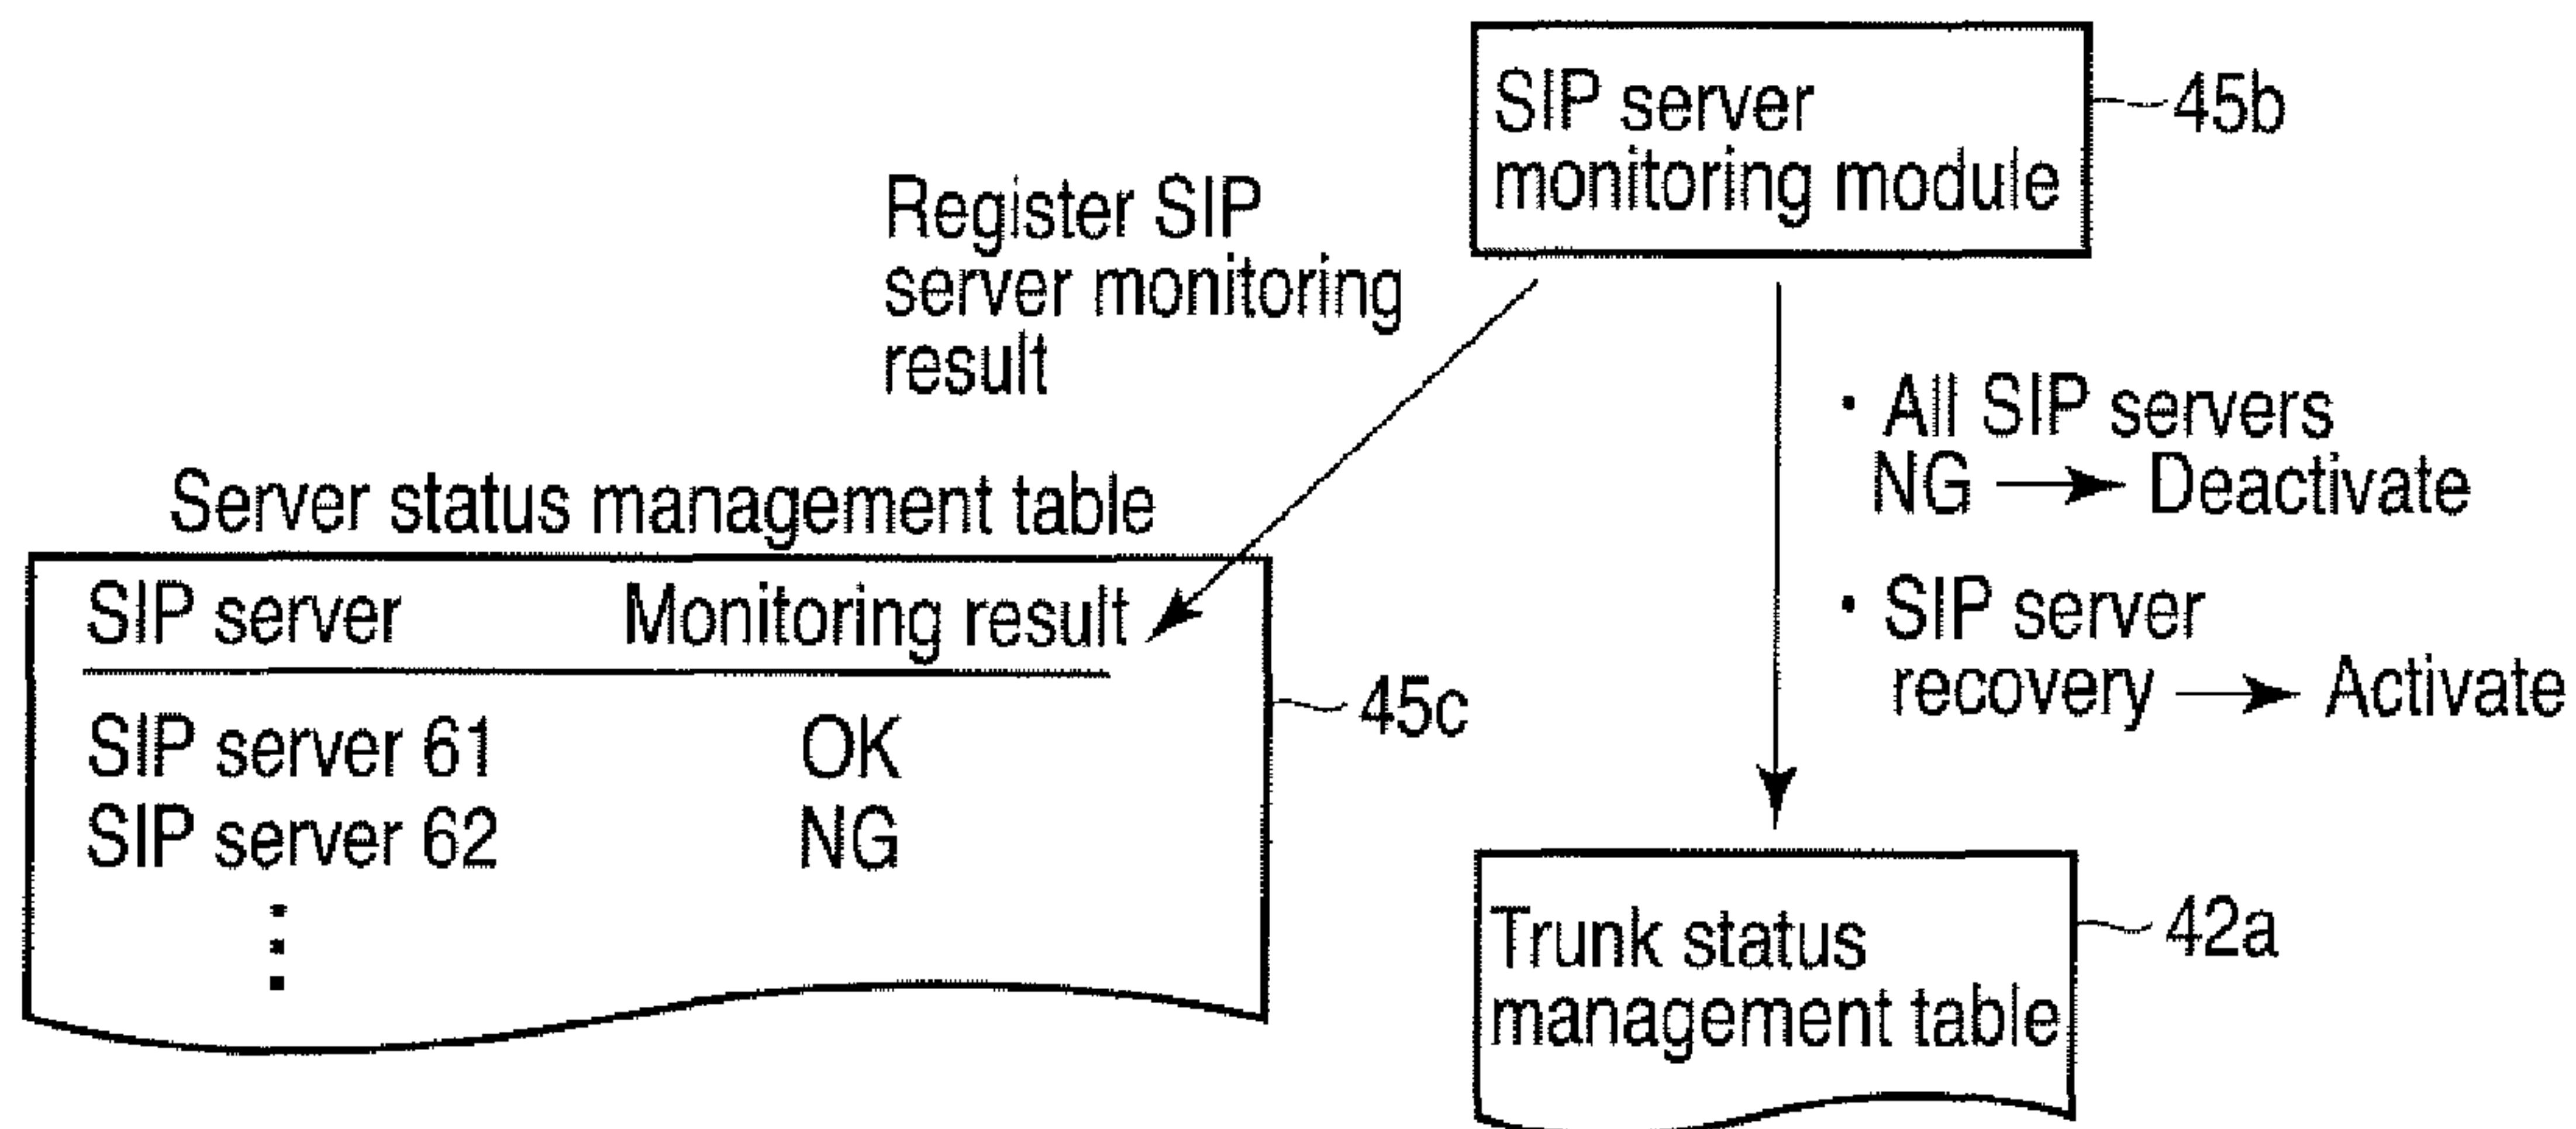 SIP server
monitoring module
45b
Register SIP
server monitoring
result
· All SIP servers
NG → Deactivate
· SIP server
recovery → Activate
Server status management table
SIP server Monitoring result
SIP server 61 OK
SIP server 62 NG
45c
Trunk status
management table
42a